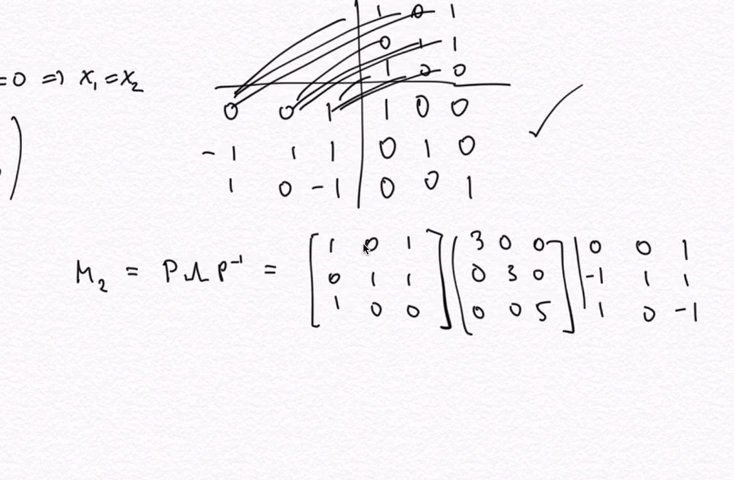 1 0 1
0 1 1
=0 ⇒ x₁=x₂ 1 0 0
0 0 1 1 0 0
-1 1 1 0 1 0
1 0 -1 0 0 1
M₂ = PΛP⁻¹ = [1 0 1] [3 0 0] 0 0 1
0 1 1 0 3 0 -1 1 1
1 0 0 0 0 5 1 0 -1